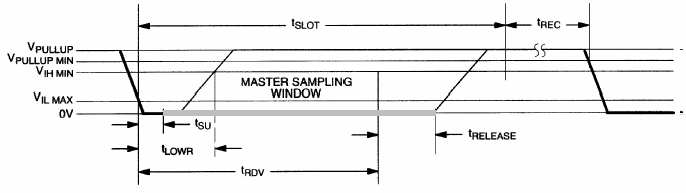 tSLOT
tREC
VPULLUP
VPULLUP MIN
VIH MIN
MASTER SAMPLING
WINDOW
VIL MAX
0V
tSU
tRELEASE
tLOWR
tRDV